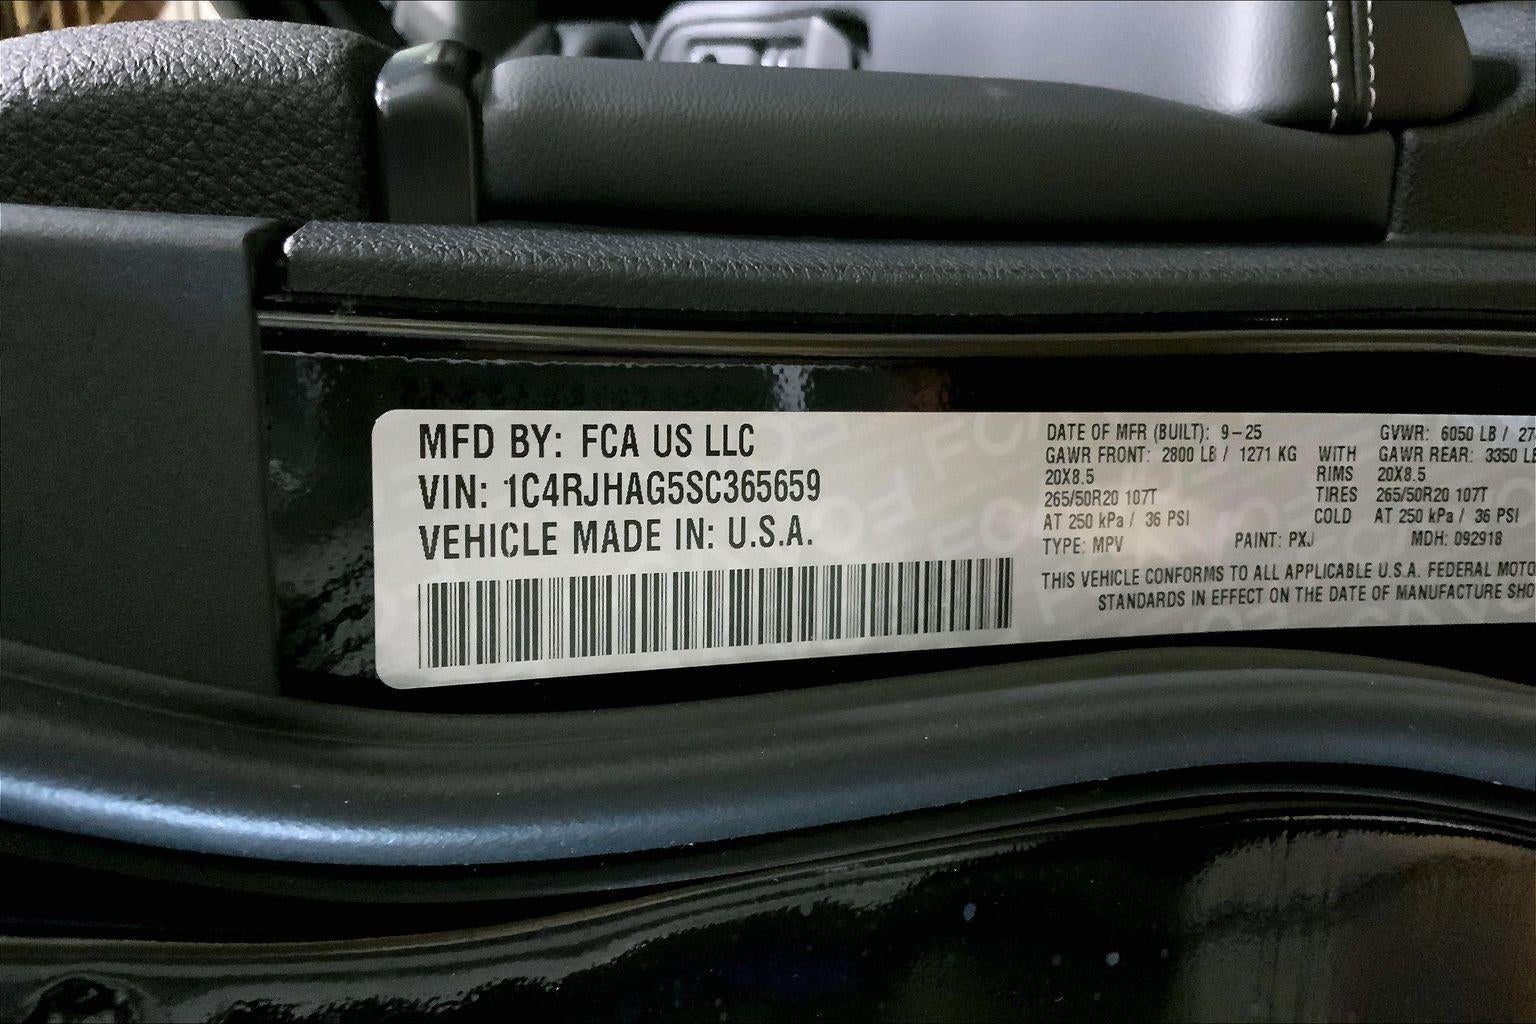 MFD BY: FCA US LLC
VIN: 1C4RJHAG5SC365659
VEHICLE MADE IN: U.S.A.
DATE OF MFR (BUILT): 9-25 GVWR: 6050 LB / 27
GAWR FRONT: 2800 LB / 1271 KG WITH GAWR REAR: 3350 LB
20X8.5 RIMS 20X8.5
265/50R20 107T TIRES 265/50R20 107T
AT 250 kPa / 36 PSI COLD AT 250 kPa / 36 PSI
TYPE: MPV PAINT: PXJ MDH: 092918
THIS VEHICLE CONFORMS TO ALL APPLICABLE U.S.A. FEDERAL MOTO
STANDARDS IN EFFECT ON THE DATE OF MANUFACTURE SHO